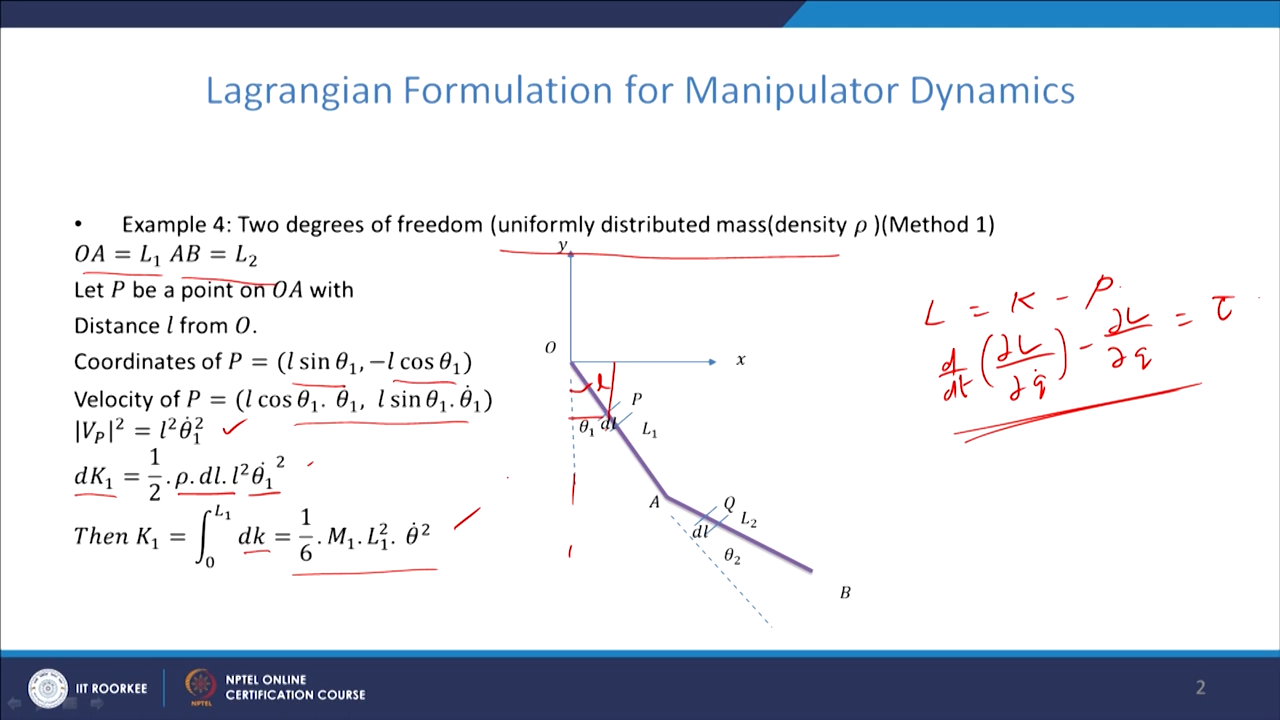 Lagrangian Formulation for Manipulator Dynamics
• Example 4: Two degrees of freedom (uniformly distributed mass(density ρ )(Method 1)
OA = L₁ AB = L₂
Let P be a point on OA with
Distance l from O.
Coordinates of P = (l sin θ₁, −l cos θ₁)
Velocity of P = (l cos θ₁. θ̇₁, l sin θ₁. θ̇₁)
|V_P|² = l²θ̇₁²
dK₁ = 1/2 . ρ. dl. l²θ̇₁²
Then K₁ = ∫₀^L₁ dk = 1/6 . M₁. L₁². θ̇²
y
O
x
l
P
θ₁ dl L₁
A
Q
L₂
dl
θ₂
B
L = K − P
d/dt (∂L/∂q̇) − ∂L/∂q = τ
IIT ROORKEE
NPTEL
NPTEL ONLINE
CERTIFICATION COURSE
2